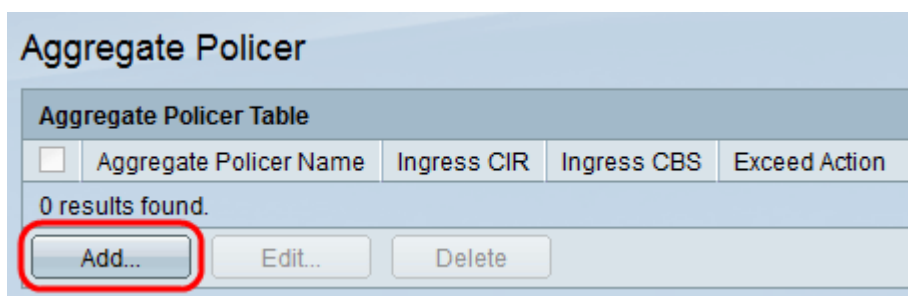 Aggregate Policer
Aggregate Policer Table
Aggregate Policer Name Ingress CIR Ingress CBS Exceed Action
0 results found.
Add... Edit... Delete